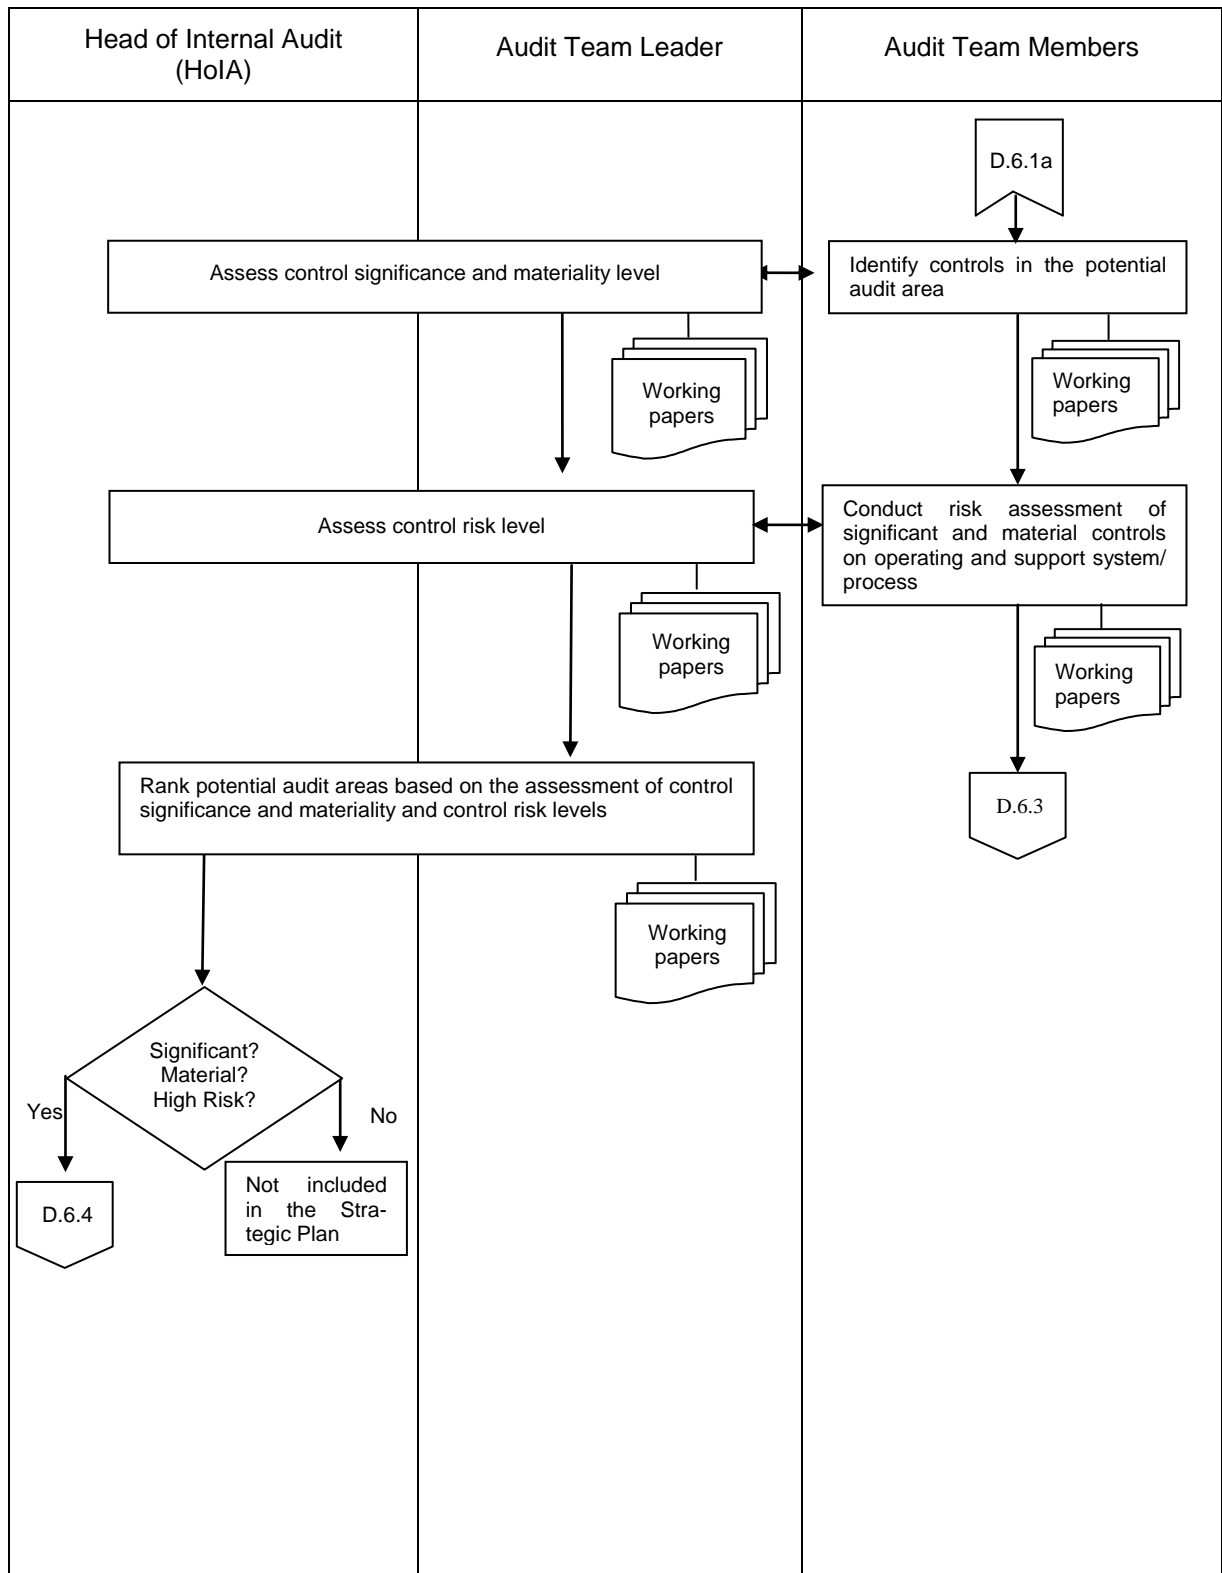 Head of Internal Audit
(HoIA)
Audit Team Leader
Audit Team Members
D.6.1a
Assess control significance and materiality level
Identify controls in the potential
audit area
Working
papers
Working
papers
Assess control risk level
Conduct risk assessment of
significant and material controls
on operating and support system/
process
Working
papers
Working
papers
Rank potential audit areas based on the assessment of control
significance and materiality and control risk levels
D.6.3
Working
papers
Significant?
Material?
High Risk?
Yes
No
D.6.4
Not included
in the Stra-
tegic Plan